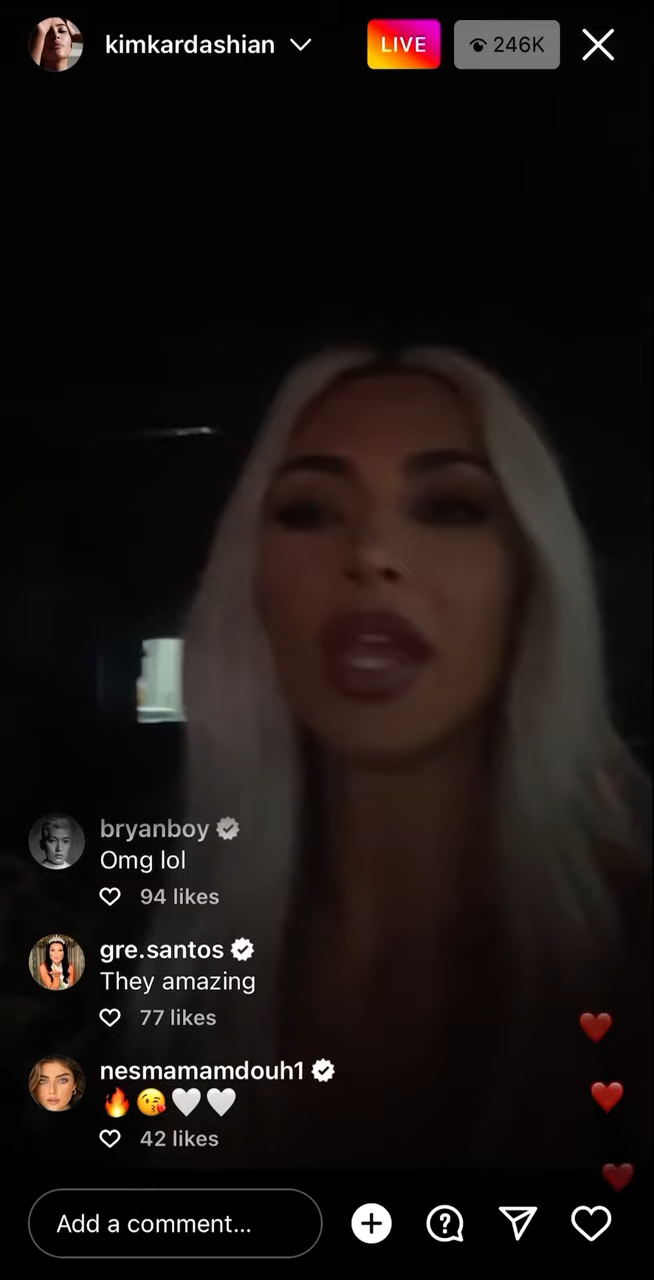 kimkardashian
LIVE
246K
bryanboy
Omg lol
94 likes
gre.santos
They amazing
77 likes
nesmamamdouh1
🔥😘🤍🤍
42 likes
Add a comment...